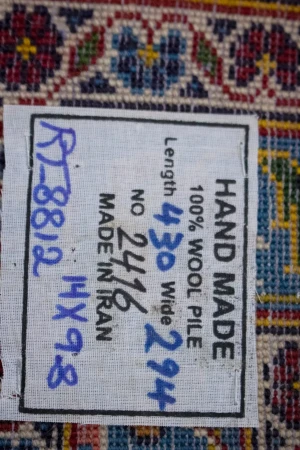 HAND MADE
100% WOOL PILE
Length 430 Wide 294
NO 2416
MADE IN IRAN
RT-8812 14X9-8